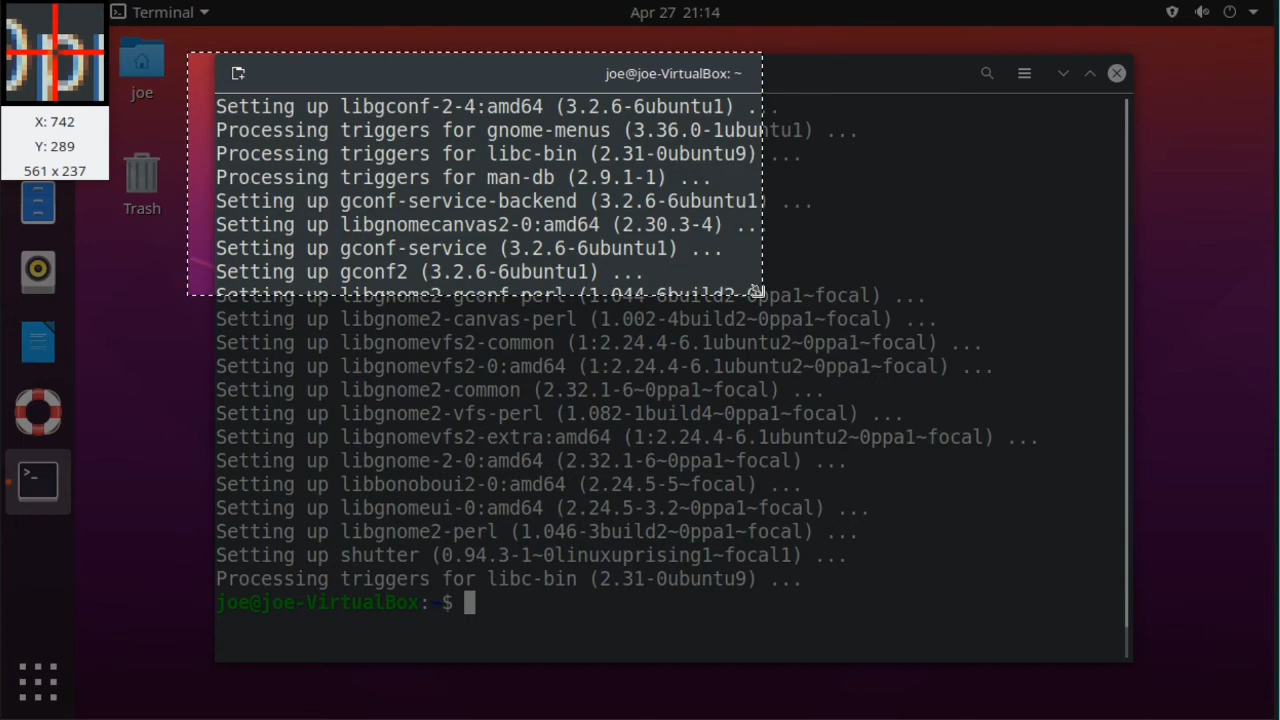 Terminal
Apr 27 21:14
X: 742
Y: 289
561 x 237
joe
Trash
joe@joe-VirtualBox: ~
Setting up libgconf-2-4:amd64 (3.2.6-6ubuntu1) ...
Processing triggers for gnome-menus (3.36.0-1ubuntu1) ...
Processing triggers for libc-bin (2.31-0ubuntu9) ...
Processing triggers for man-db (2.9.1-1) ...
Setting up gconf-service-backend (3.2.6-6ubuntu1) ...
Setting up libgnomecanvas2-0:amd64 (2.30.3-4) ...
Setting up gconf-service (3.2.6-6ubuntu1) ...
Setting up gconf2 (3.2.6-6ubuntu1) ...
Setting up libgnome2-gconf-perl (1.044-6build2~0ppa1~focal) ...
Setting up libgnome2-canvas-perl (1.002-4build2~0ppa1~focal) ...
Setting up libgnomevfs2-common (1:2.24.4-6.1ubuntu2~0ppa1~focal) ...
Setting up libgnomevfs2-0:amd64 (1:2.24.4-6.1ubuntu2~0ppa1~focal) ...
Setting up libgnome2-common (2.32.1-6~0ppa1~focal) ...
Setting up libgnome2-vfs-perl (1.082-1build4~0ppa1~focal) ...
Setting up libgnomevfs2-extra:amd64 (1:2.24.4-6.1ubuntu2~0ppa1~focal) ...
Setting up libgnome-2-0:amd64 (2.32.1-6~0ppa1~focal) ...
Setting up libbonoboui2-0:amd64 (2.24.5-5~focal) ...
Setting up libgnomeui-0:amd64 (2.24.5-3.2~0ppa1~focal) ...
Setting up libgnome2-perl (1.046-3build2~0ppa1~focal) ...
Setting up shutter (0.94.3-1~0linuxuprising1~focal1) ...
Processing triggers for libc-bin (2.31-0ubuntu9) ...
joe@joe-VirtualBox:~$